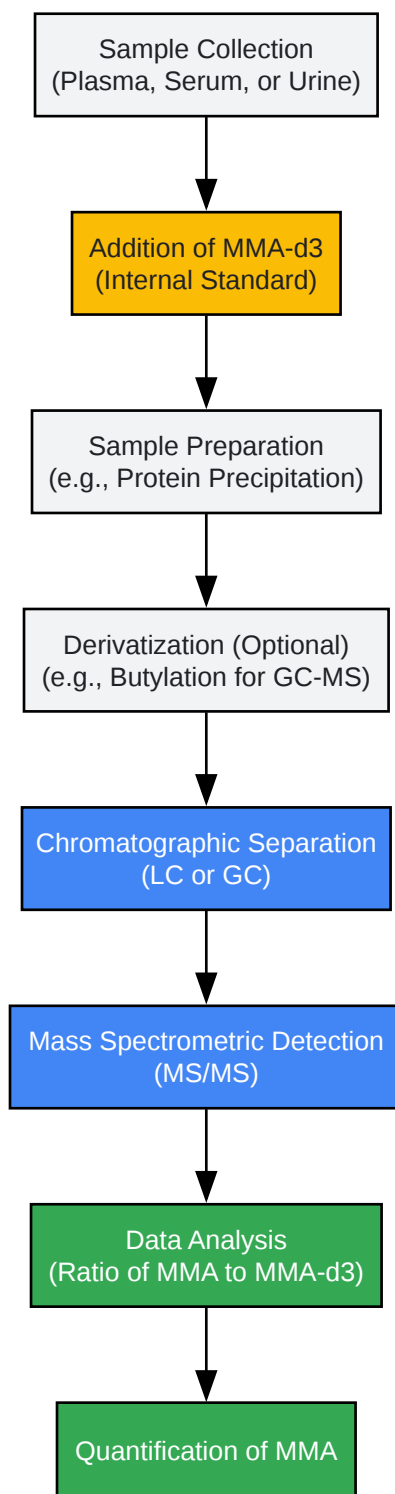 Sample Collection
(Plasma, Serum, or Urine)
Addition of MMA-d3
(Internal Standard)
Sample Preparation
(e.g., Protein Precipitation)
Derivatization (Optional)
(e.g., Butylation for GC-MS)
Chromatographic Separation
(LC or GC)
Mass Spectrometric Detection
(MS/MS)
Data Analysis
(Ratio of MMA to MMA-d3)
Quantification of MMA